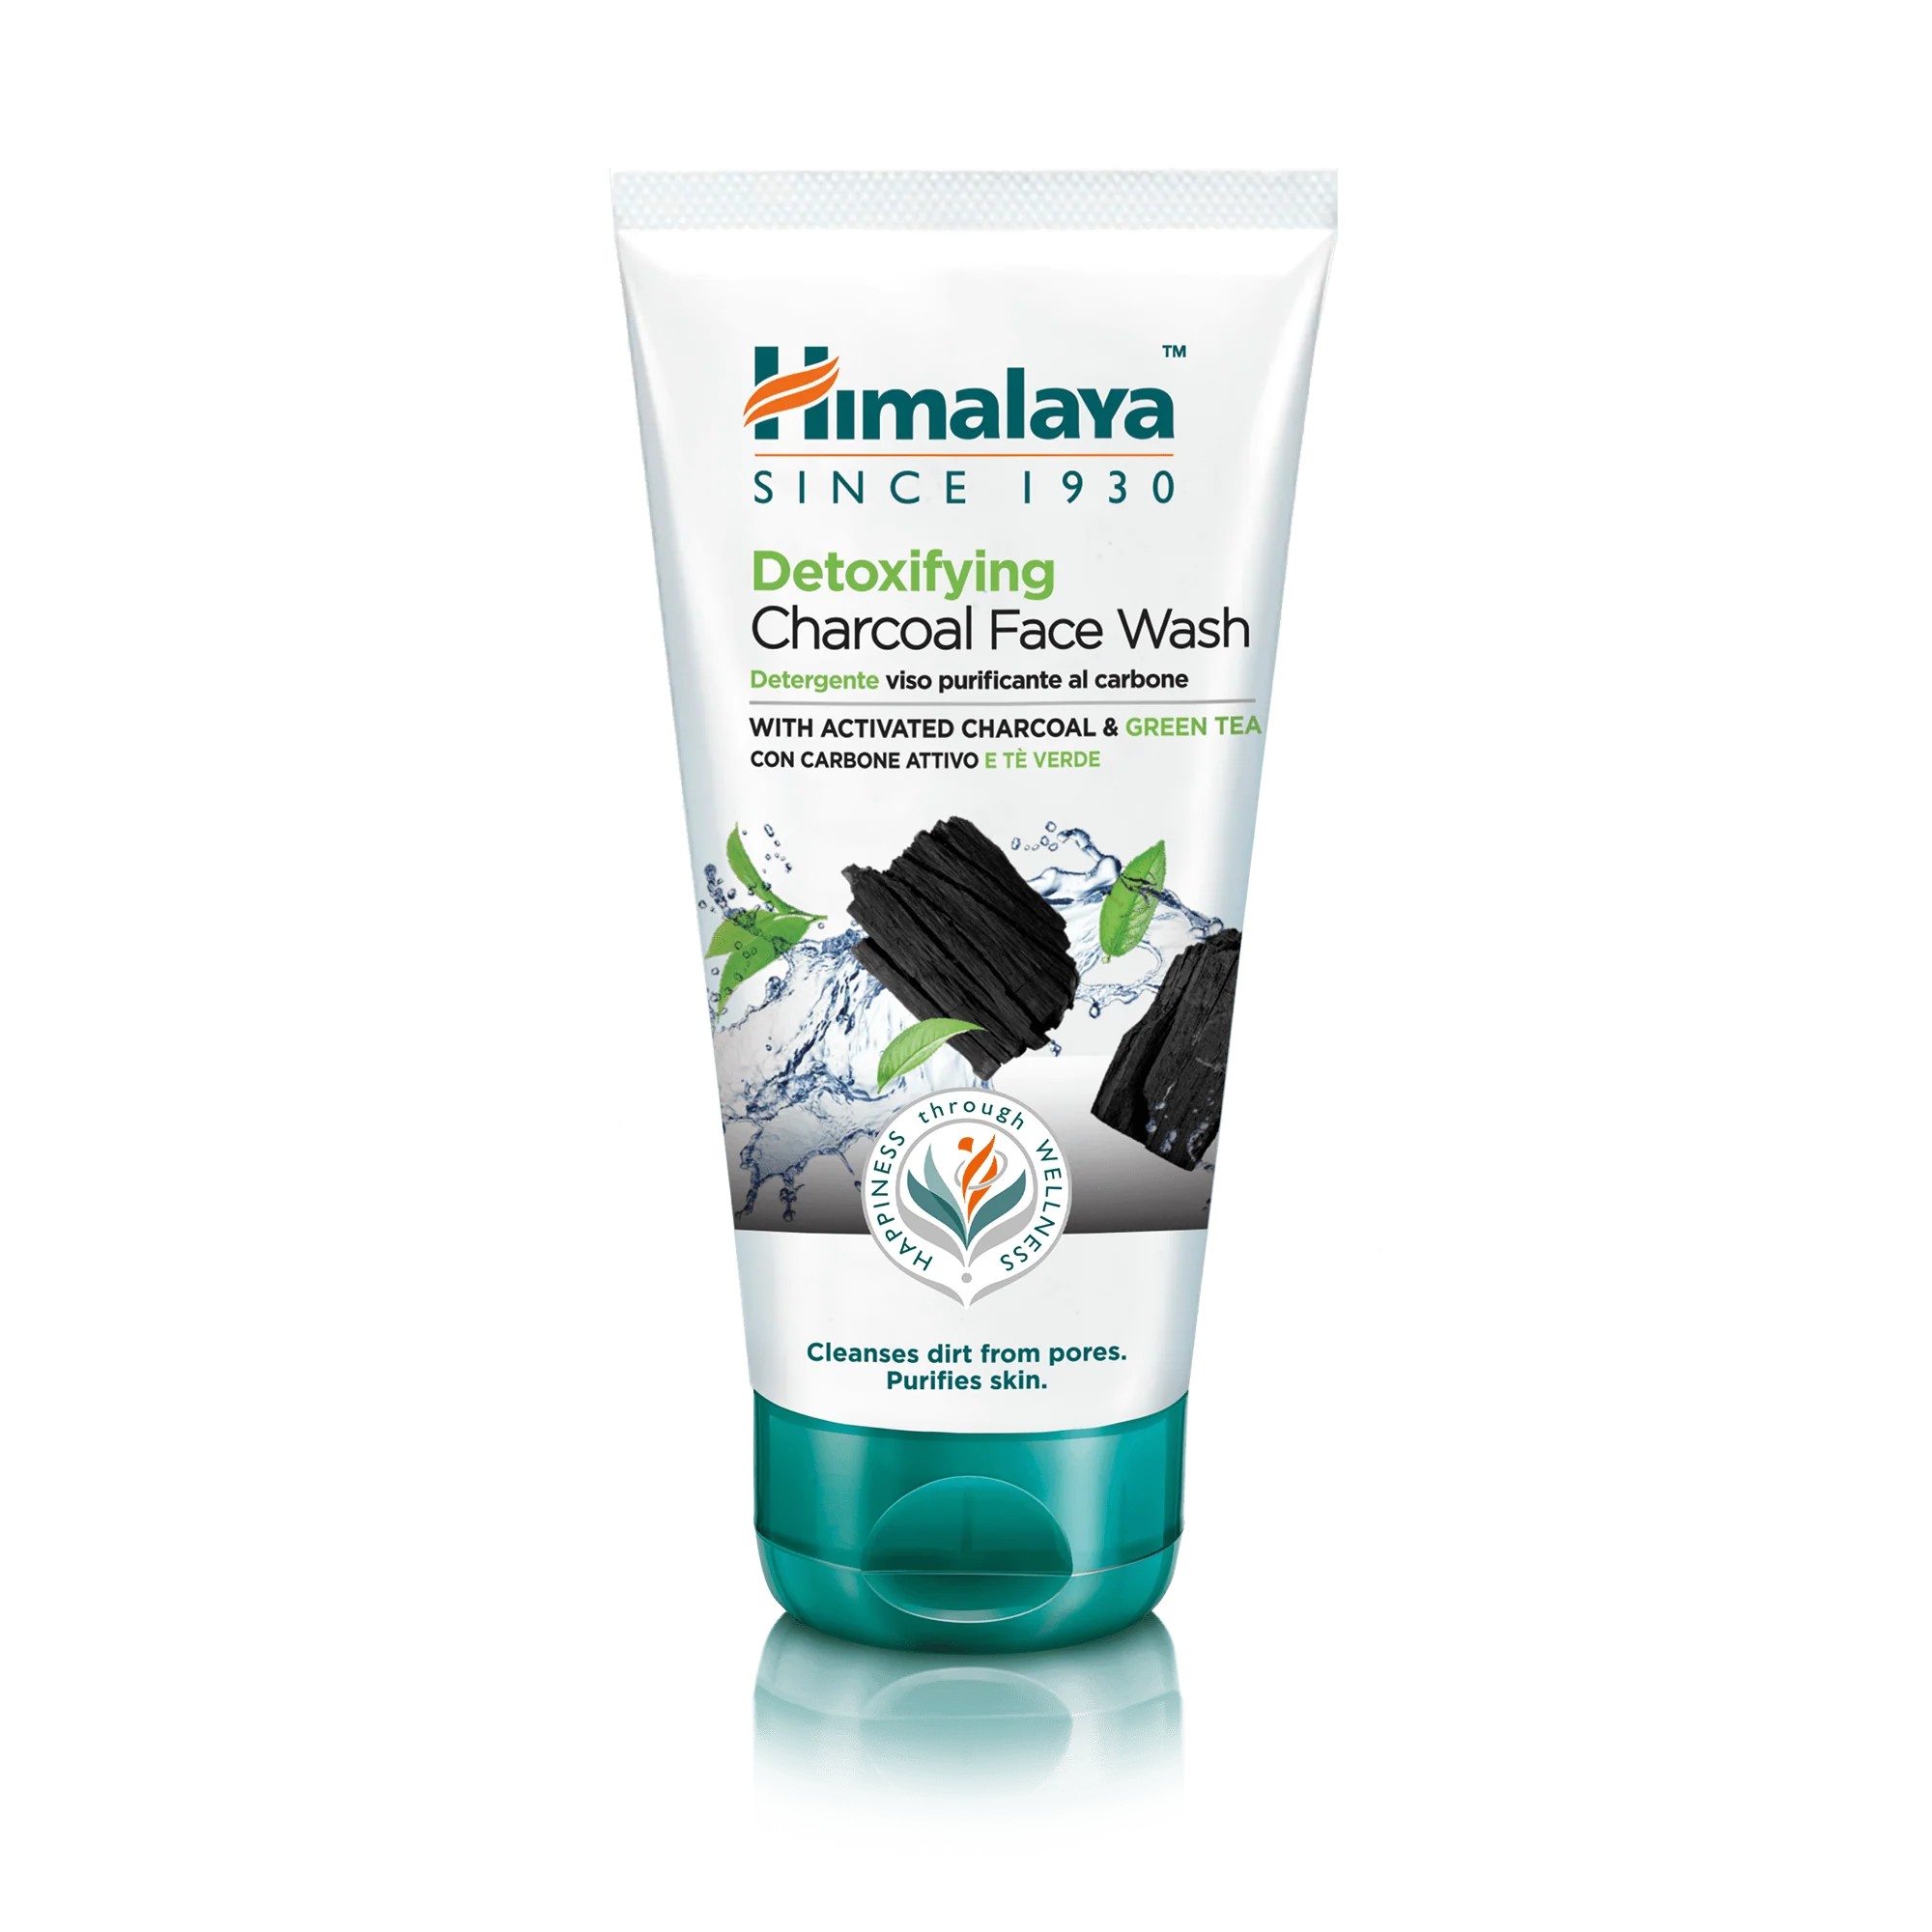 Himalaya™
SINCE 1930
Detoxifying
Charcoal Face Wash
Detergente viso purificante al carbone
WITH ACTIVATED CHARCOAL & GREEN TEA
CON CARBONE ATTIVO E TÈ VERDE
HAPPINESS through WELLNESS
Cleanses dirt from pores.
Purifies skin.